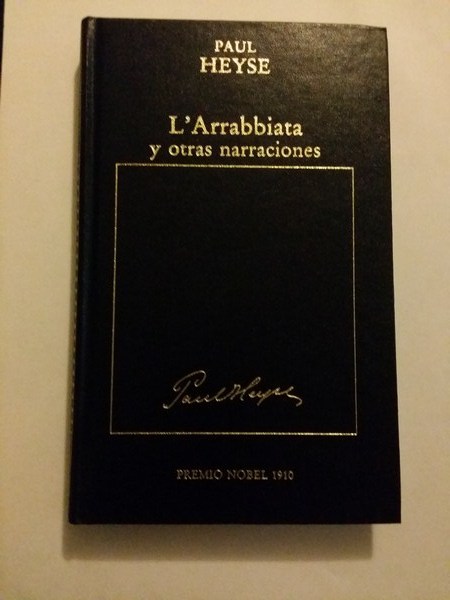 PAUL
HEYSE
L'Arrabbiata
y otras narraciones
Paul Heyse
PREMIO NOBEL 1910